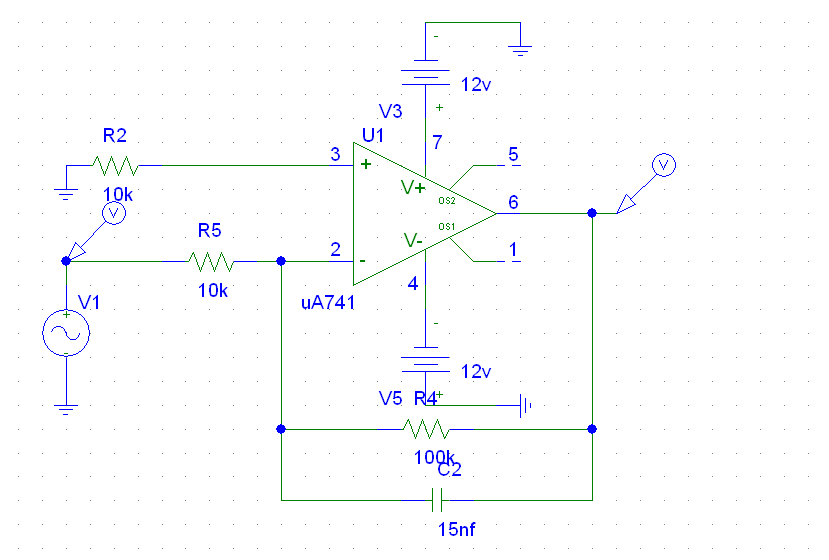 -
12v
+
V3
U1
7
R2
3
+
5
10k
V
V
V+
OS2
6
R5
OS1
2
-
V-
1
10k
4
uA741
V1
+
-
-
12v
V5
R4
+
100k
C2
15nf